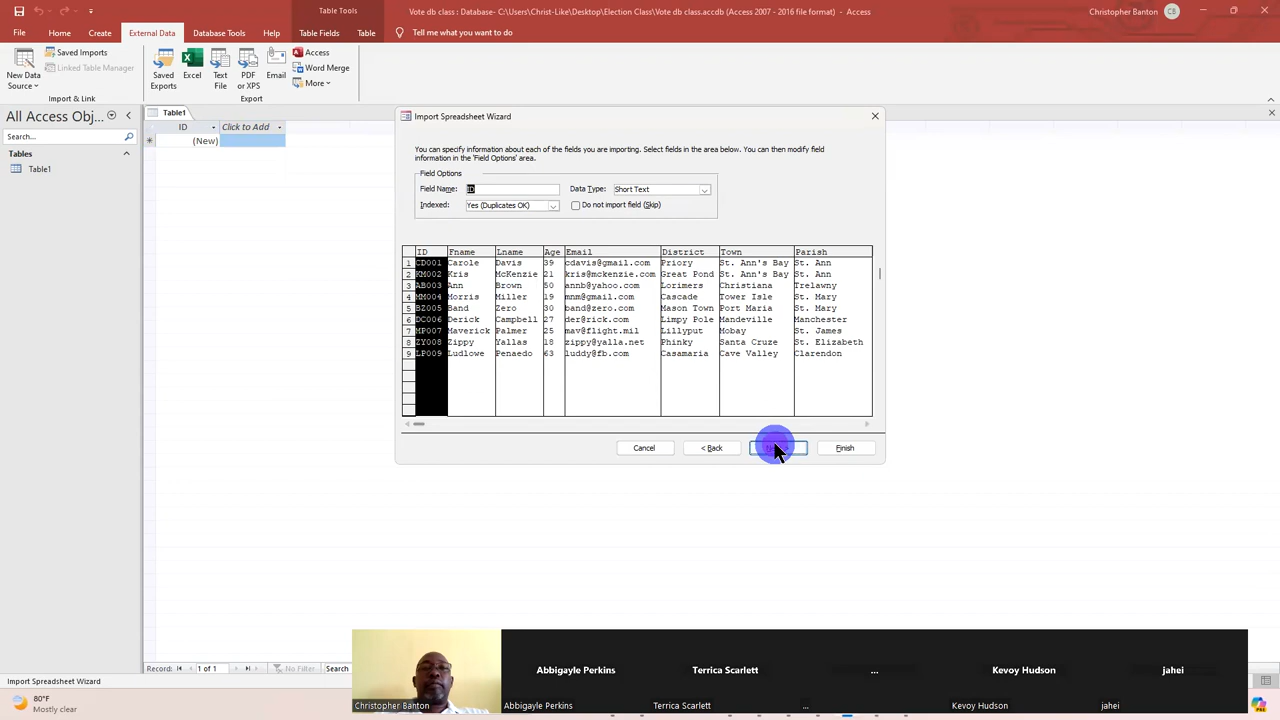 Table Tools
Vote db class : Database- C:\Users\Christ-Like\Desktop\Election Class\Vote db class.accdb (Access 2007 - 2016 file format) - Access
Christopher Banton CB
File Home Create External Data Database Tools Help Table Fields Table Tell me what you want to do
New Data Source
Saved Imports
Linked Table Manager
Import & Link
Saved Exports
Excel
Text File
PDF or XPS
Email
Access
Word Merge
More
Export
All Access Obj...
Search...
Tables
Table1
Table1
ID Click to Add
(New)
Import Spreadsheet Wizard
You can specify information about each of the fields you are importing. Select fields in the area below. You can then modify field
information in the 'Field Options' area.
Field Options
Field Name: ID Data Type: Short Text
Indexed: Yes (Duplicates OK) Do not import field (Skip)
ID Fname Lname Age Email District Town Parish
1 CD001 Carole Davis 39 cdavis@gmail.com Priory St. Ann's Bay St. Ann
2 KM002 Kris McKenzie 21 kris@mckenzie.com Great Pond St. Ann's Bay St. Ann
3 AB003 Ann Brown 50 annb@yahoo.com Lorimers Christiana Trelawny
4 MM004 Morris Miller 19 mnm@gmail.com Cascade Tower Isle St. Mary
5 BZ005 Band Zero 30 band@zero.com Mason Town Port Maria St. Mary
6 DC006 Derick Campbell 27 der@rick.com Limpy Pole Mandeville Manchester
7 MP007 Maverick Palmer 25 mav@flight.mil Lillyput Mobay St. James
8 ZY008 Zippy Yallas 18 zippy@yalla.net Phinky Santa Cruze St. Elizabeth
9 LP009 Ludlowe Penaedo 63 luddy@fb.com Casamaria Cave Valley Clarendon
Cancel < Back Finish
Record: 1 of 1 No Filter Search
Import Spreadsheet Wizard
80°F
Mostly clear
Christopher Banton
Abbigayle Perkins
Terrica Scarlett
...
Kevoy Hudson
jahei
Abbigayle Perkins
Terrica Scarlett
...
Kevoy Hudson
jahei